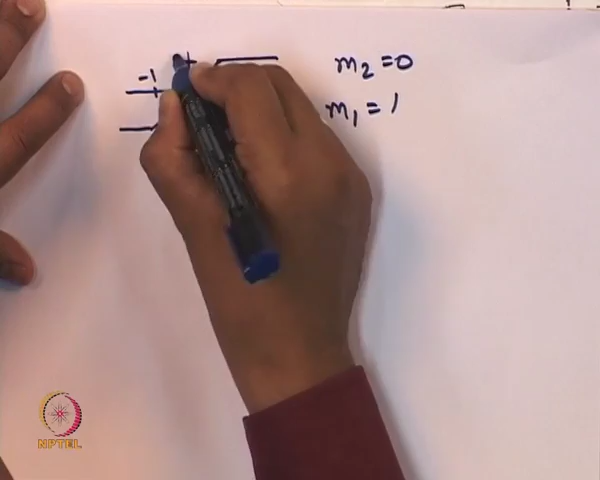 m₂ = 0
-1
m₁ = 1
NPTEL